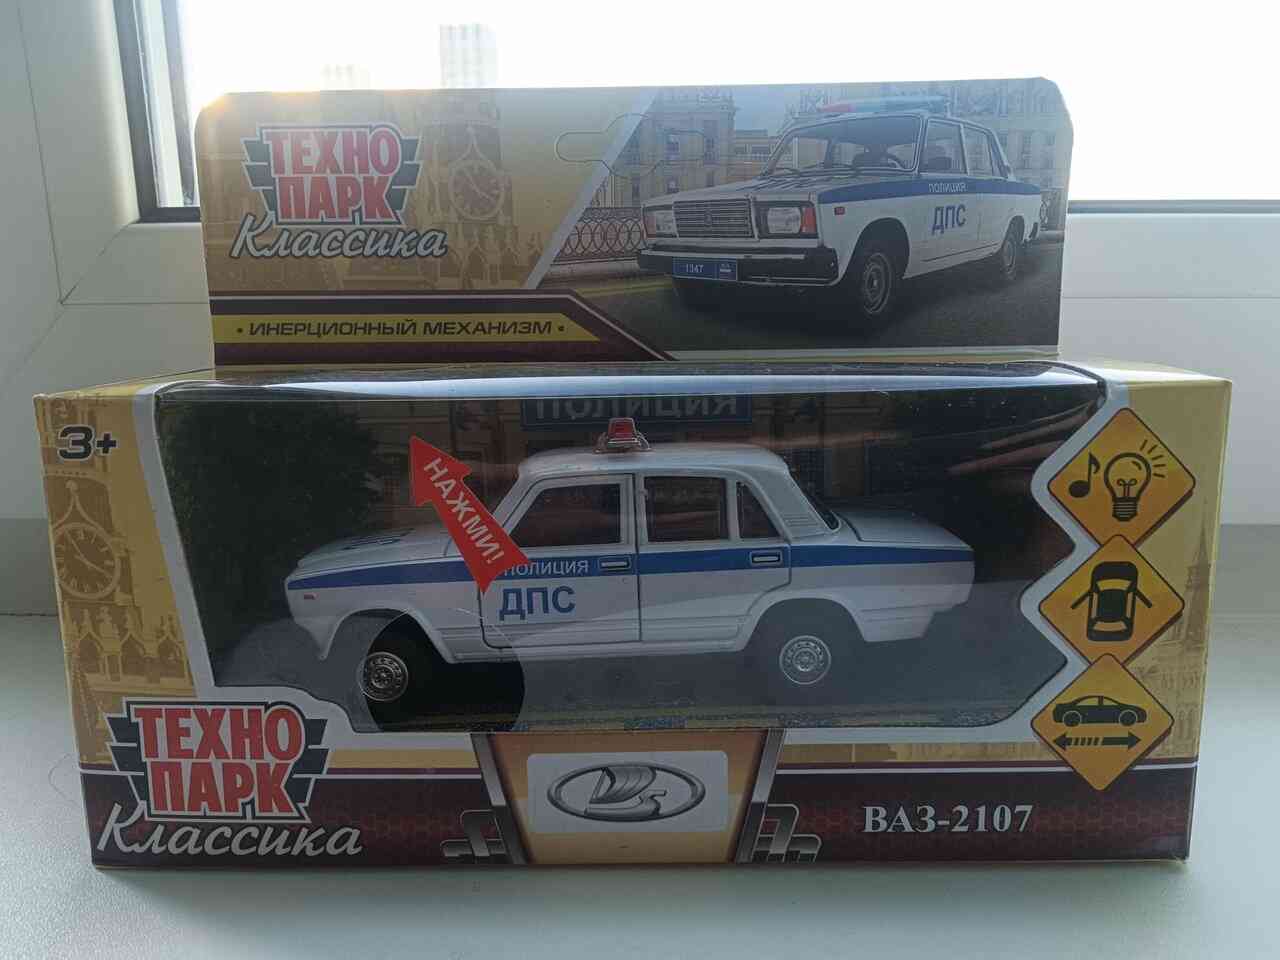 ТЕХНО
ПАРК
Классика
• ИНЕРЦИОННЫЙ МЕХАНИЗМ •
ПОЛИЦИЯ
ДПС
1347
3+
ПОЛИЦИЯ
НАЖМИ!
ПОЛИЦИЯ
ДПС
ТЕХНО
ПАРК
Классика
ВАЗ-2107